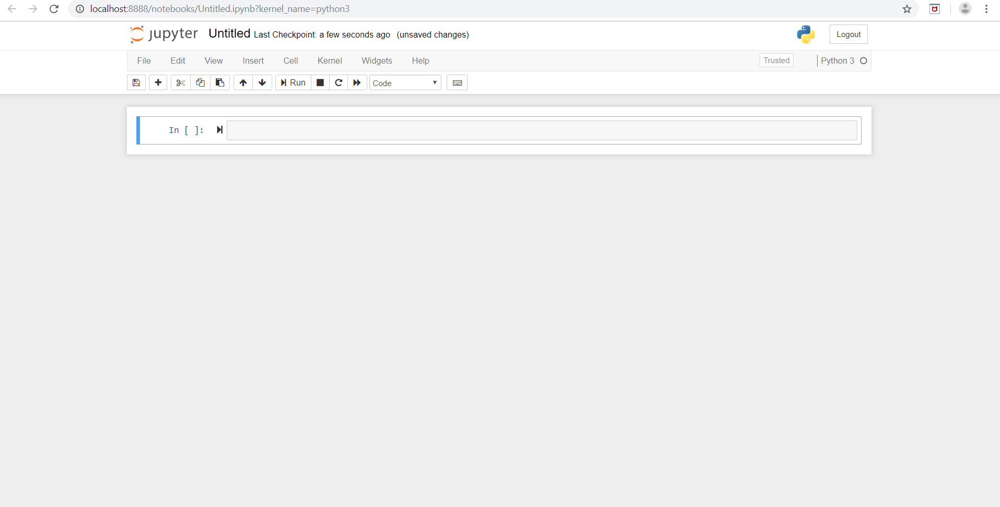 localhost:8888/notebooks/Untitled.ipynb?kernel_name=python3
jupyter Untitled Last Checkpoint: a few seconds ago (unsaved changes) Logout
File Edit View Insert Cell Kernel Widgets Help Trusted Python 3
Run Code
In [ ]: